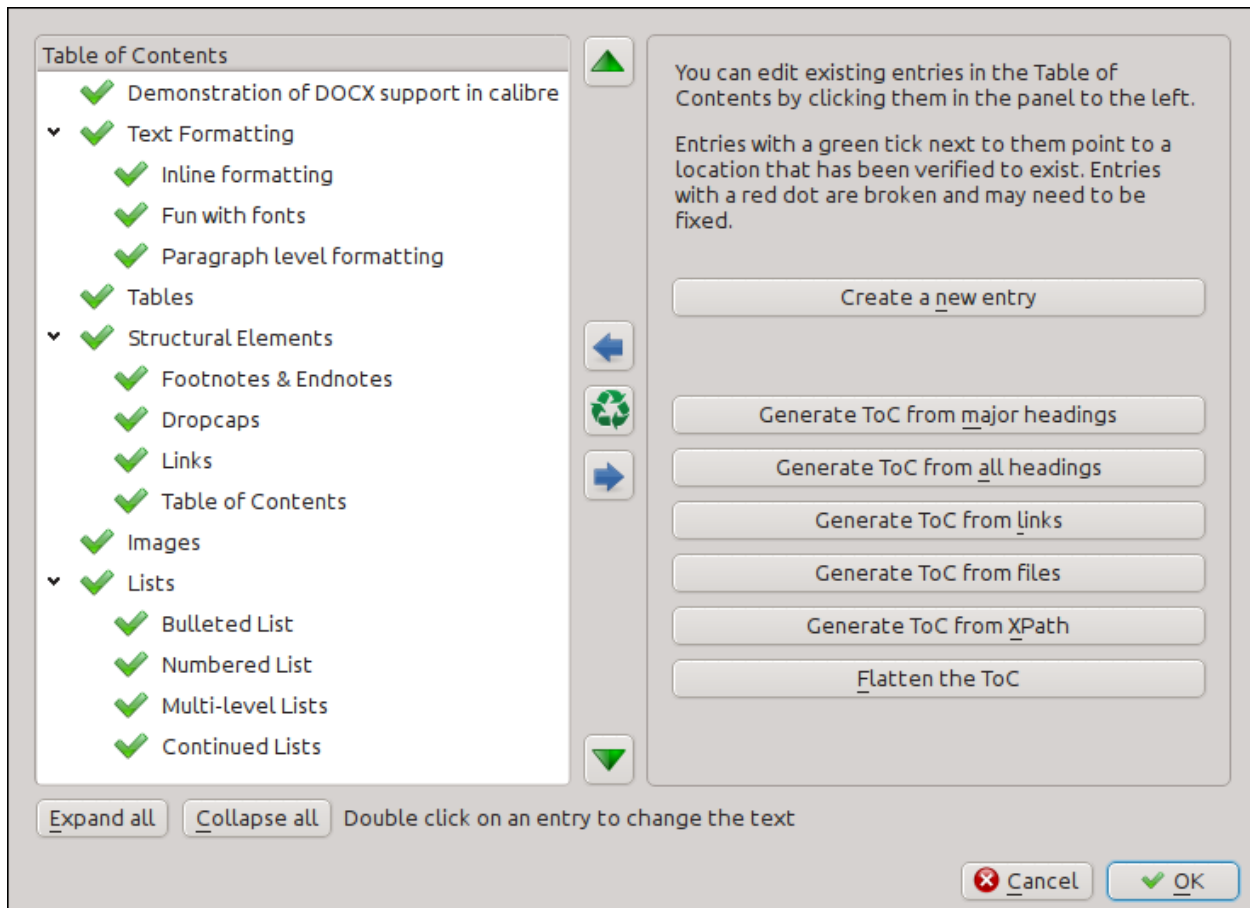 Table of Contents
Demonstration of DOCX support in calibre
Text Formatting
Inline formatting
Fun with fonts
Paragraph level formatting
Tables
Structural Elements
Footnotes & Endnotes
Dropcaps
Links
Table of Contents
Images
Lists
Bulleted List
Numbered List
Multi-level Lists
Continued Lists
You can edit existing entries in the Table of
Contents by clicking them in the panel to the left.
Entries with a green tick next to them point to a
location that has been verified to exist. Entries
with a red dot are broken and may need to be
fixed.
Create a new entry
Generate ToC from major headings
Generate ToC from all headings
Generate ToC from links
Generate ToC from files
Generate ToC from XPath
Flatten the ToC
Expand all Collapse all Double click on an entry to change the text
Cancel OK